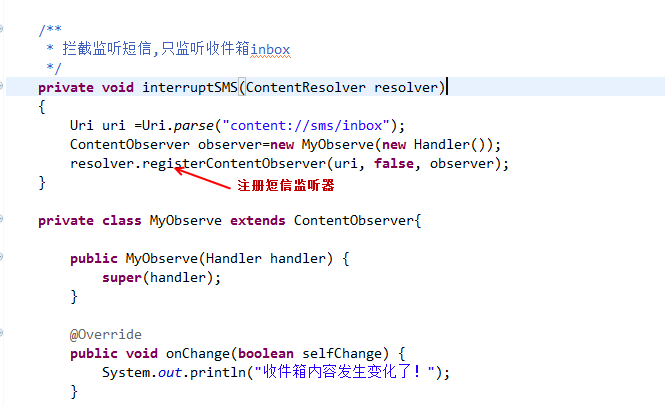 /**
 * 拦截监听短信,只监听收件箱inbox
 */
private void interruptSMS(ContentResolver resolver)
{
    Uri uri =Uri.parse("content://sms/inbox");
    ContentObserver observer=new MyObserve(new Handler());
    resolver.registerContentObserver(uri, false, observer);
}
注册短信监听器
private class MyObserve extends ContentObserver{
    public MyObserve(Handler handler) {
        super(handler);
    }
    @Override
    public void onChange(boolean selfChange) {
        System.out.println("收件箱内容发生变化了！");
    }